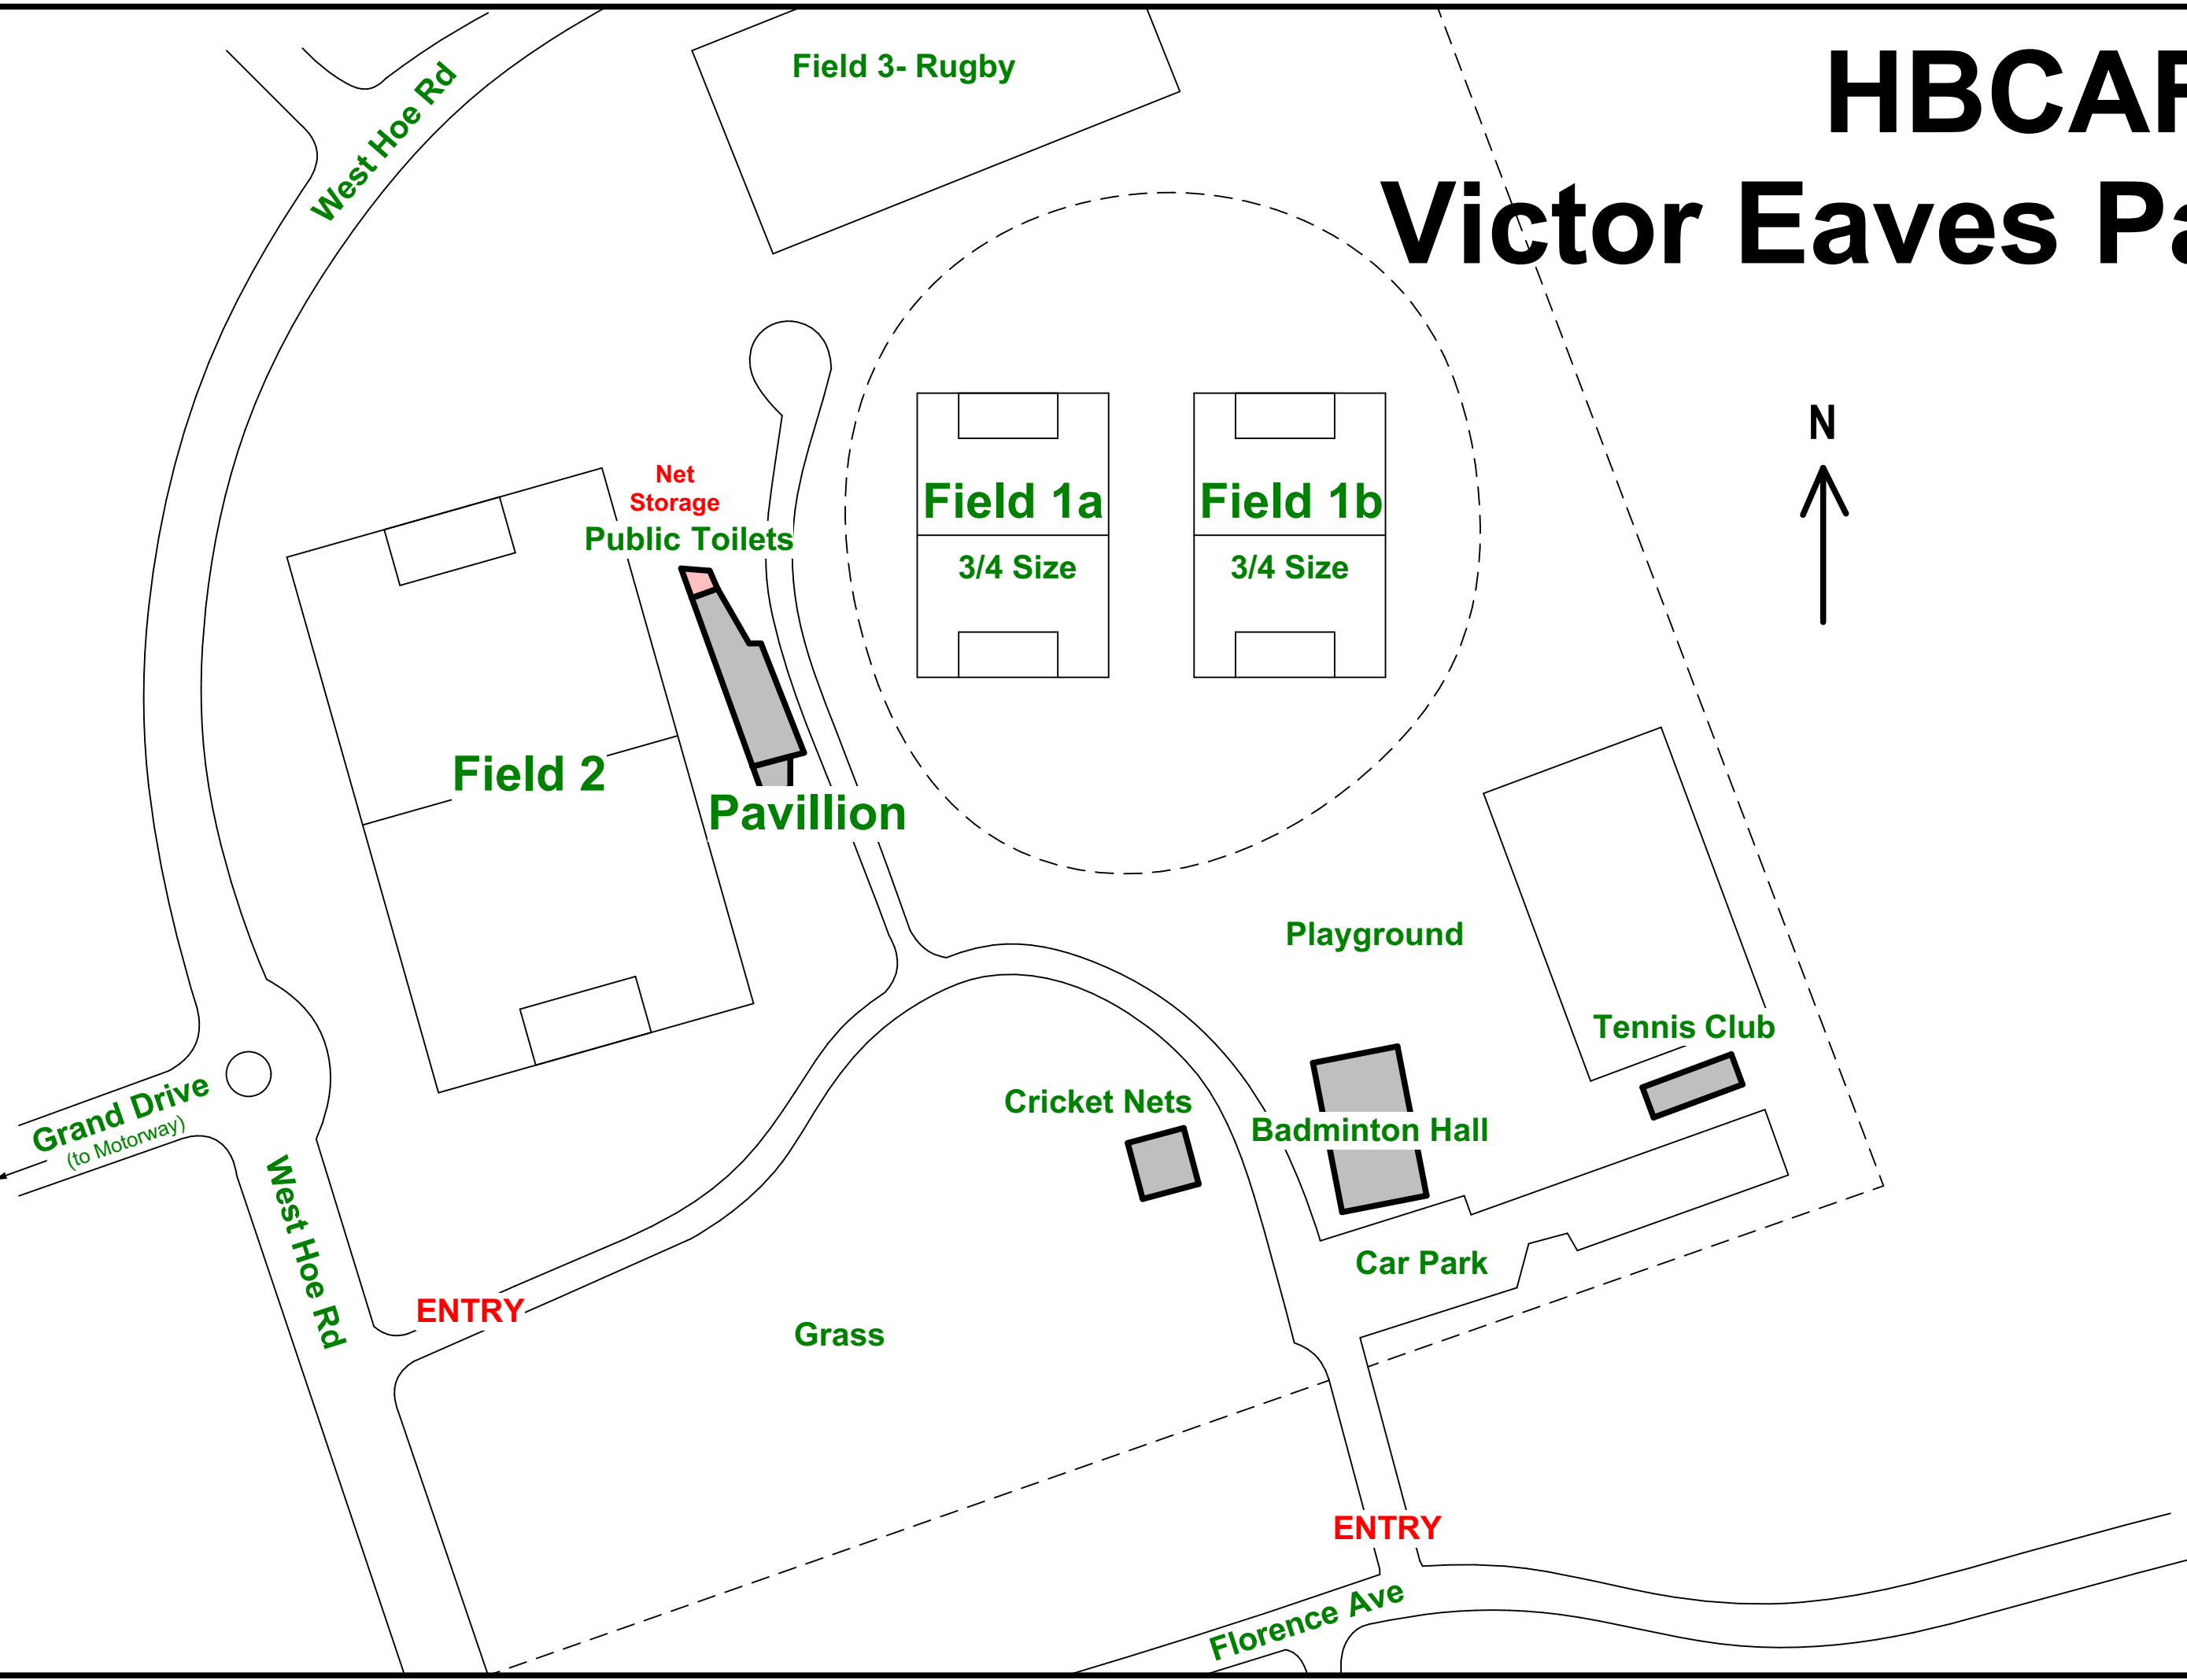 HBCAF
Victor Eaves Pa
Field 3- Rugby
West Hoe Rd
N
Net
Storage
Public Toilets
Field 1a
3/4 Size
Field 1b
3/4 Size
Field 2
Pavillion
Playground
Tennis Club
Cricket Nets
Badminton Hall
Grand Drive
(to Motorway)
West Hoe Rd
Car Park
ENTRY
Grass
ENTRY
Florence Ave